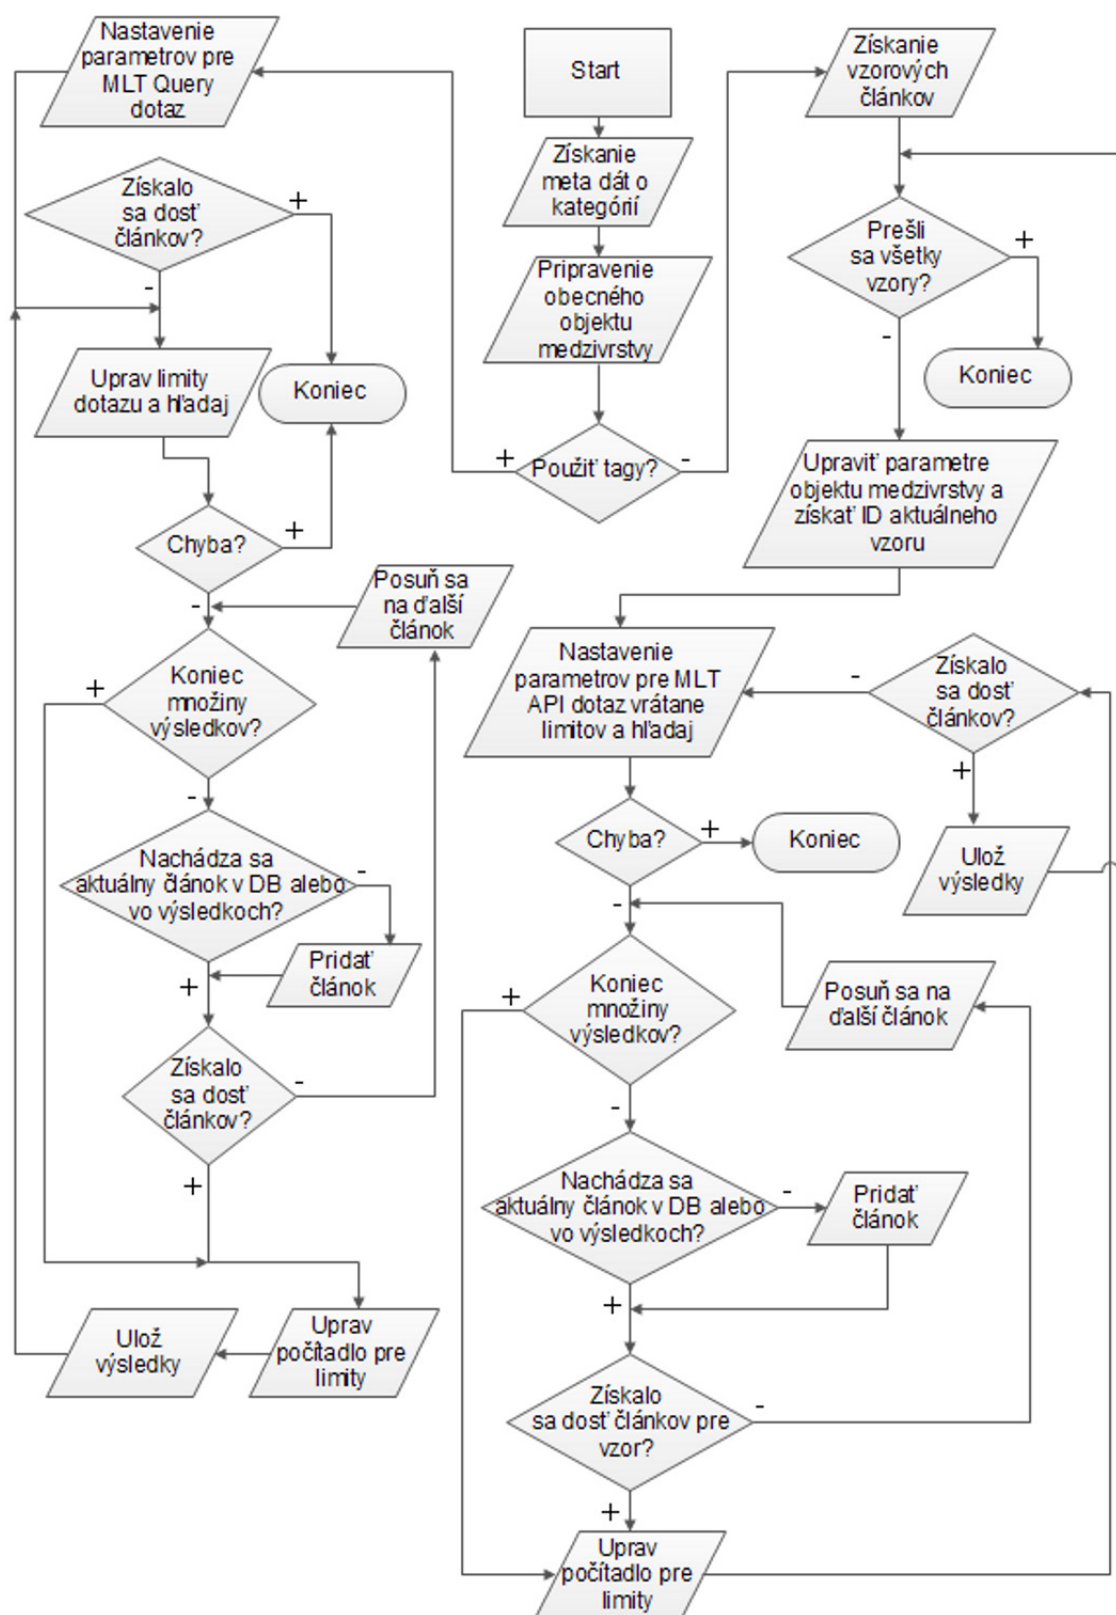 Nastavenie
parametrov pre
MLT Query
dotaz
Start
Získanie
vzorových
článkov
Získanie
meta dát o
kategórií
Získalo
sa dosť
článkov?
+
-
Prešli
sa všetky
vzory?
+
-
Pripravenie
obecného
objektu
medzivrstvy
Uprav limity
dotazu a hľadaj
Koniec
Koniec
Použiť tagy?
+
-
Upraviť parametre
objektu medzivrstvy a
získať ID aktuálneho
vzoru
Chyba?
+
-
Posuň sa
na ďalší
článok
Koniec
množiny
výsledkov?
+
-
Nastavenie
parametrov pre MLT
API dotaz vrátane
limitov a hľadaj
Získalo
sa dosť
článkov?
-
+
Chyba?
+
-
Koniec
Ulož
výsledky
Nachádza sa
aktuálny článok v DB alebo
vo výsledkoch?
-
+
Pridať
článok
Koniec
množiny
výsledkov?
+
-
Posuň sa na
ďalší článok
Získalo
sa dosť
článkov?
-
+
Nachádza sa
aktuálny článok v DB alebo
vo výsledkoch?
-
+
Pridať
článok
Ulož
výsledky
Uprav
počítadlo pre
limity
Získalo
sa dosť článkov pre
vzor?
-
+
Uprav
počítadlo pre
limity